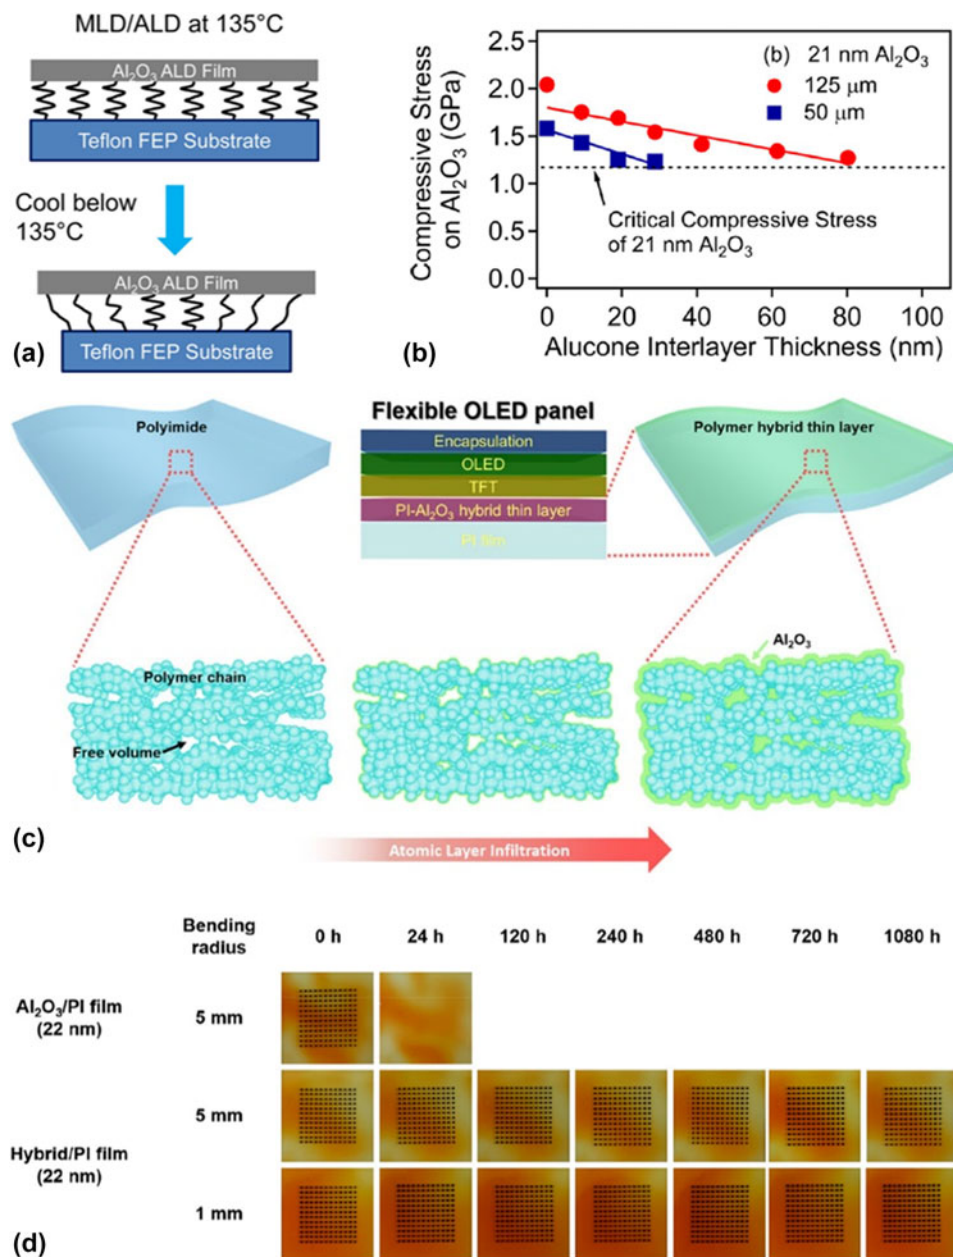 MLD/ALD at 135°C
Al₂O₃ ALD Film
Teflon FEP Substrate
Cool below
135°C
Al₂O₃ ALD Film
Teflon FEP Substrate
(a)
Compressive Stress
on Al₂O₃ (GPa)
2.5
2.0
1.5
1.0
0.5
0.0
(b) 21 nm Al₂O₃
125 μm
50 μm
Critical Compressive Stress
of 21 nm Al₂O₃
0 20 40 60 80 100
Alucone Interlayer Thickness (nm)
(b)
Polyimide
Flexible OLED panel
Encapsulation
OLED
TFT
PI-Al₂O₃ hybrid thin layer
PI film
Polymer hybrid thin layer
Polymer chain
Free volume
Al₂O₃
(c)
Atomic Layer Infiltration
Bending
radius
0 h 24 h 120 h 240 h 480 h 720 h 1080 h
Al₂O₃/PI film
(22 nm)
5 mm
5 mm
Hybrid/PI film
(22 nm)
1 mm
(d)